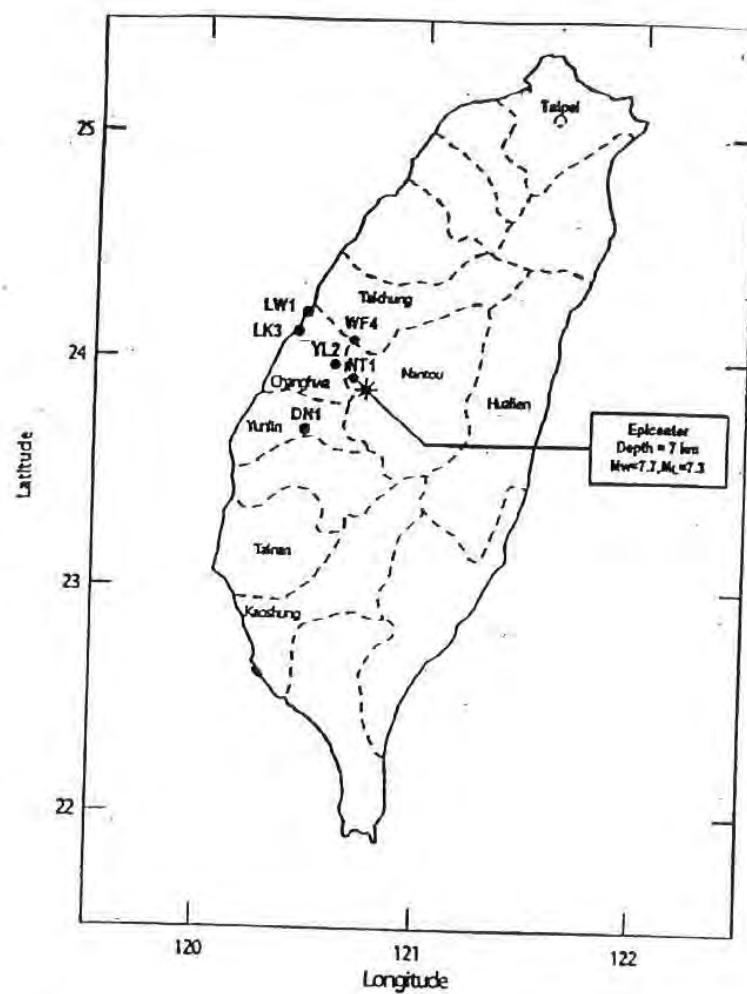 Taipei
25
Taichung
LW1
WF4
LK3
24
YL2
NT1
Nantou
Changhwa
Hualien
DN1
Yunlin
Epicenter
Depth = 7 km
Mw=7.7, ML=7.3
Latitude
Tainan
23
Kaoshung
22
120
121
122
Longitude